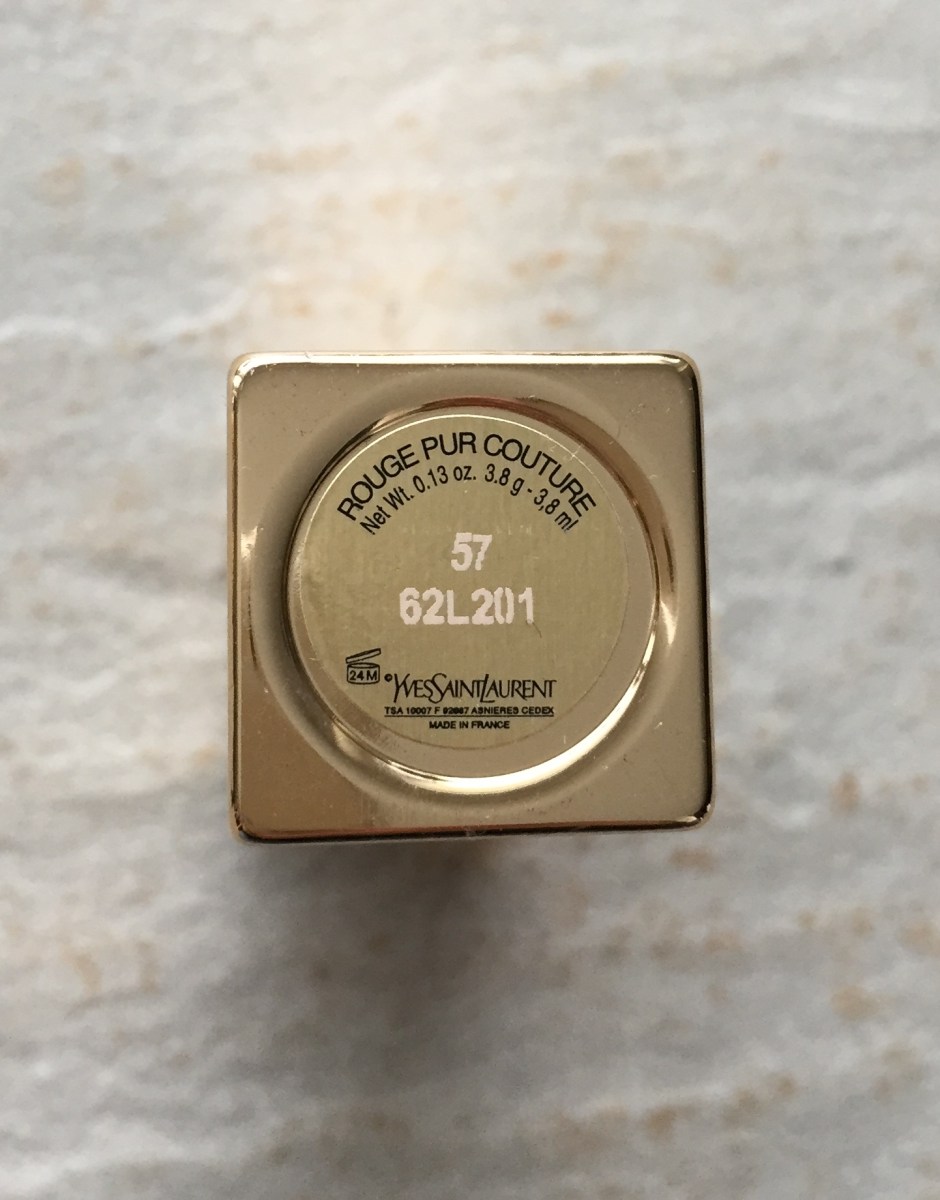 ROUGE PUR COUTURE
Net Wt. 0.13 oz. 3.8 g - 3,8 ml
57
62L201
24M
©YVESSAINTLAURENT
TSA 10007 F 92667 ASNIERES CEDEX
MADE IN FRANCE